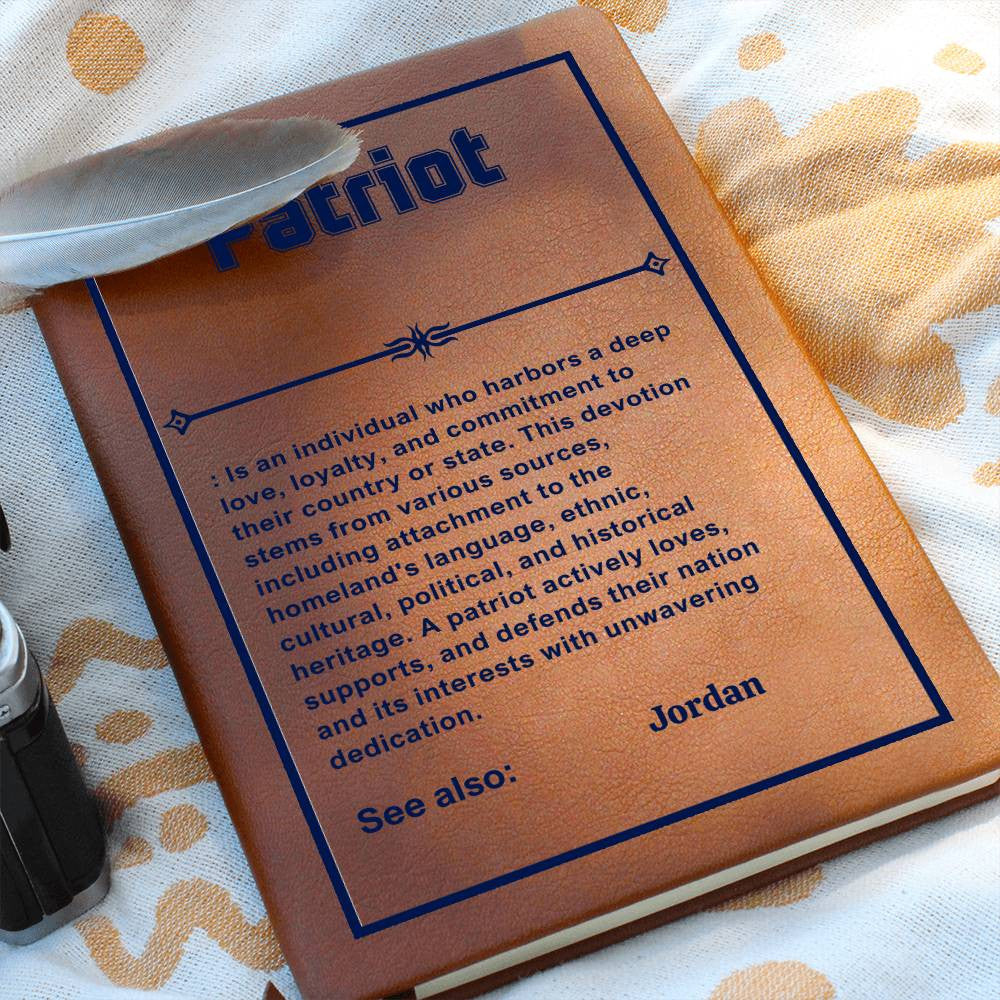 Patriot
: Is an individual who harbors a deep
love, loyalty, and commitment to
their country or state. This devotion
stems from various sources,
including attachment to the
homeland's language, ethnic,
cultural, political, and historical
heritage. A patriot actively loves,
supports, and defends their nation
and its interests with unwavering
dedication.
Jordan
See also: